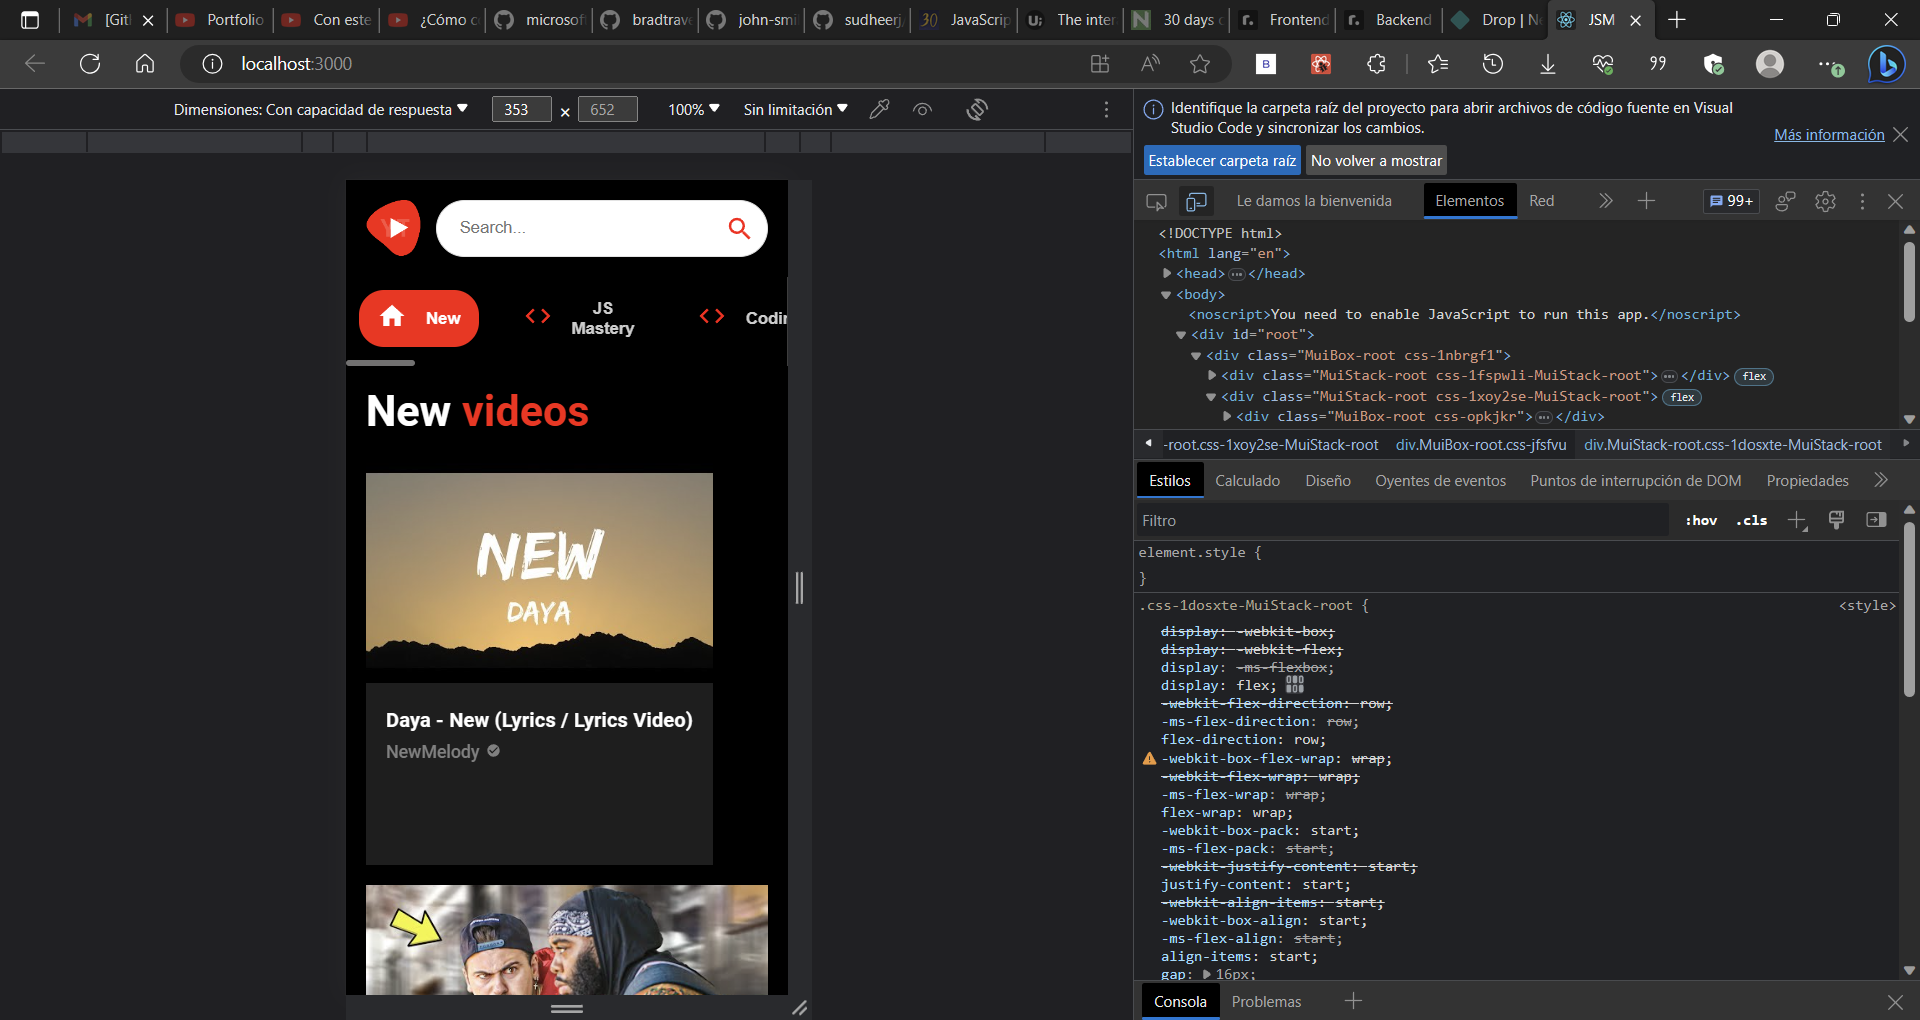 [Gitl
Portfolio
Con este
¿Cómo c
microsof
bradtrave
john-smi
sudheerj
30 JavaScrip
The inter
30 days o
Frontend
Backend
Drop | Ne
JSM
localhost:3000
Dimensiones: Con capacidad de respuesta 353 x 652 100% Sin limitación
Search...
New
JS
Mastery
Codin
New videos
NEW
DAYA
Daya - New (Lyrics / Lyrics Video)
NewMelody
Identifique la carpeta raíz del proyecto para abrir archivos de código fuente en Visual
Studio Code y sincronizar los cambios.
Más información
Establecer carpeta raíz No volver a mostrar
Le damos la bienvenida Elementos Red 99+
<!DOCTYPE html>
<html lang="en">
<head>…</head>
<body>
<noscript>You need to enable JavaScript to run this app.</noscript>
<div id="root">
<div class="MuiBox-root css-1nbrgf1">
<div class="MuiStack-root css-1fspwli-MuiStack-root">…</div> flex
<div class="MuiStack-root css-1xoy2se-MuiStack-root"> flex
<div class="MuiBox-root css-opkjkr">…</div>
-root.css-1xoy2se-MuiStack-root div.MuiBox-root.css-jfsfvu div.MuiStack-root.css-1dosxte-MuiStack-root
Estilos Calculado Diseño Oyentes de eventos Puntos de interrupción de DOM Propiedades
Filtro :hov .cls
element.style {
}
.css-1dosxte-MuiStack-root { <style>
display: -webkit-box;
display: -webkit-flex;
display: -ms-flexbox;
display: flex;
-webkit-flex-direction: row;
-ms-flex-direction: row;
flex-direction: row;
-webkit-box-flex-wrap: wrap;
-webkit-flex-wrap: wrap;
-ms-flex-wrap: wrap;
flex-wrap: wrap;
-webkit-box-pack: start;
-ms-flex-pack: start;
-webkit-justify-content: start;
justify-content: start;
-webkit-align-items: start;
-webkit-box-align: start;
-ms-flex-align: start;
align-items: start;
gap: 16px;
Consola Problemas